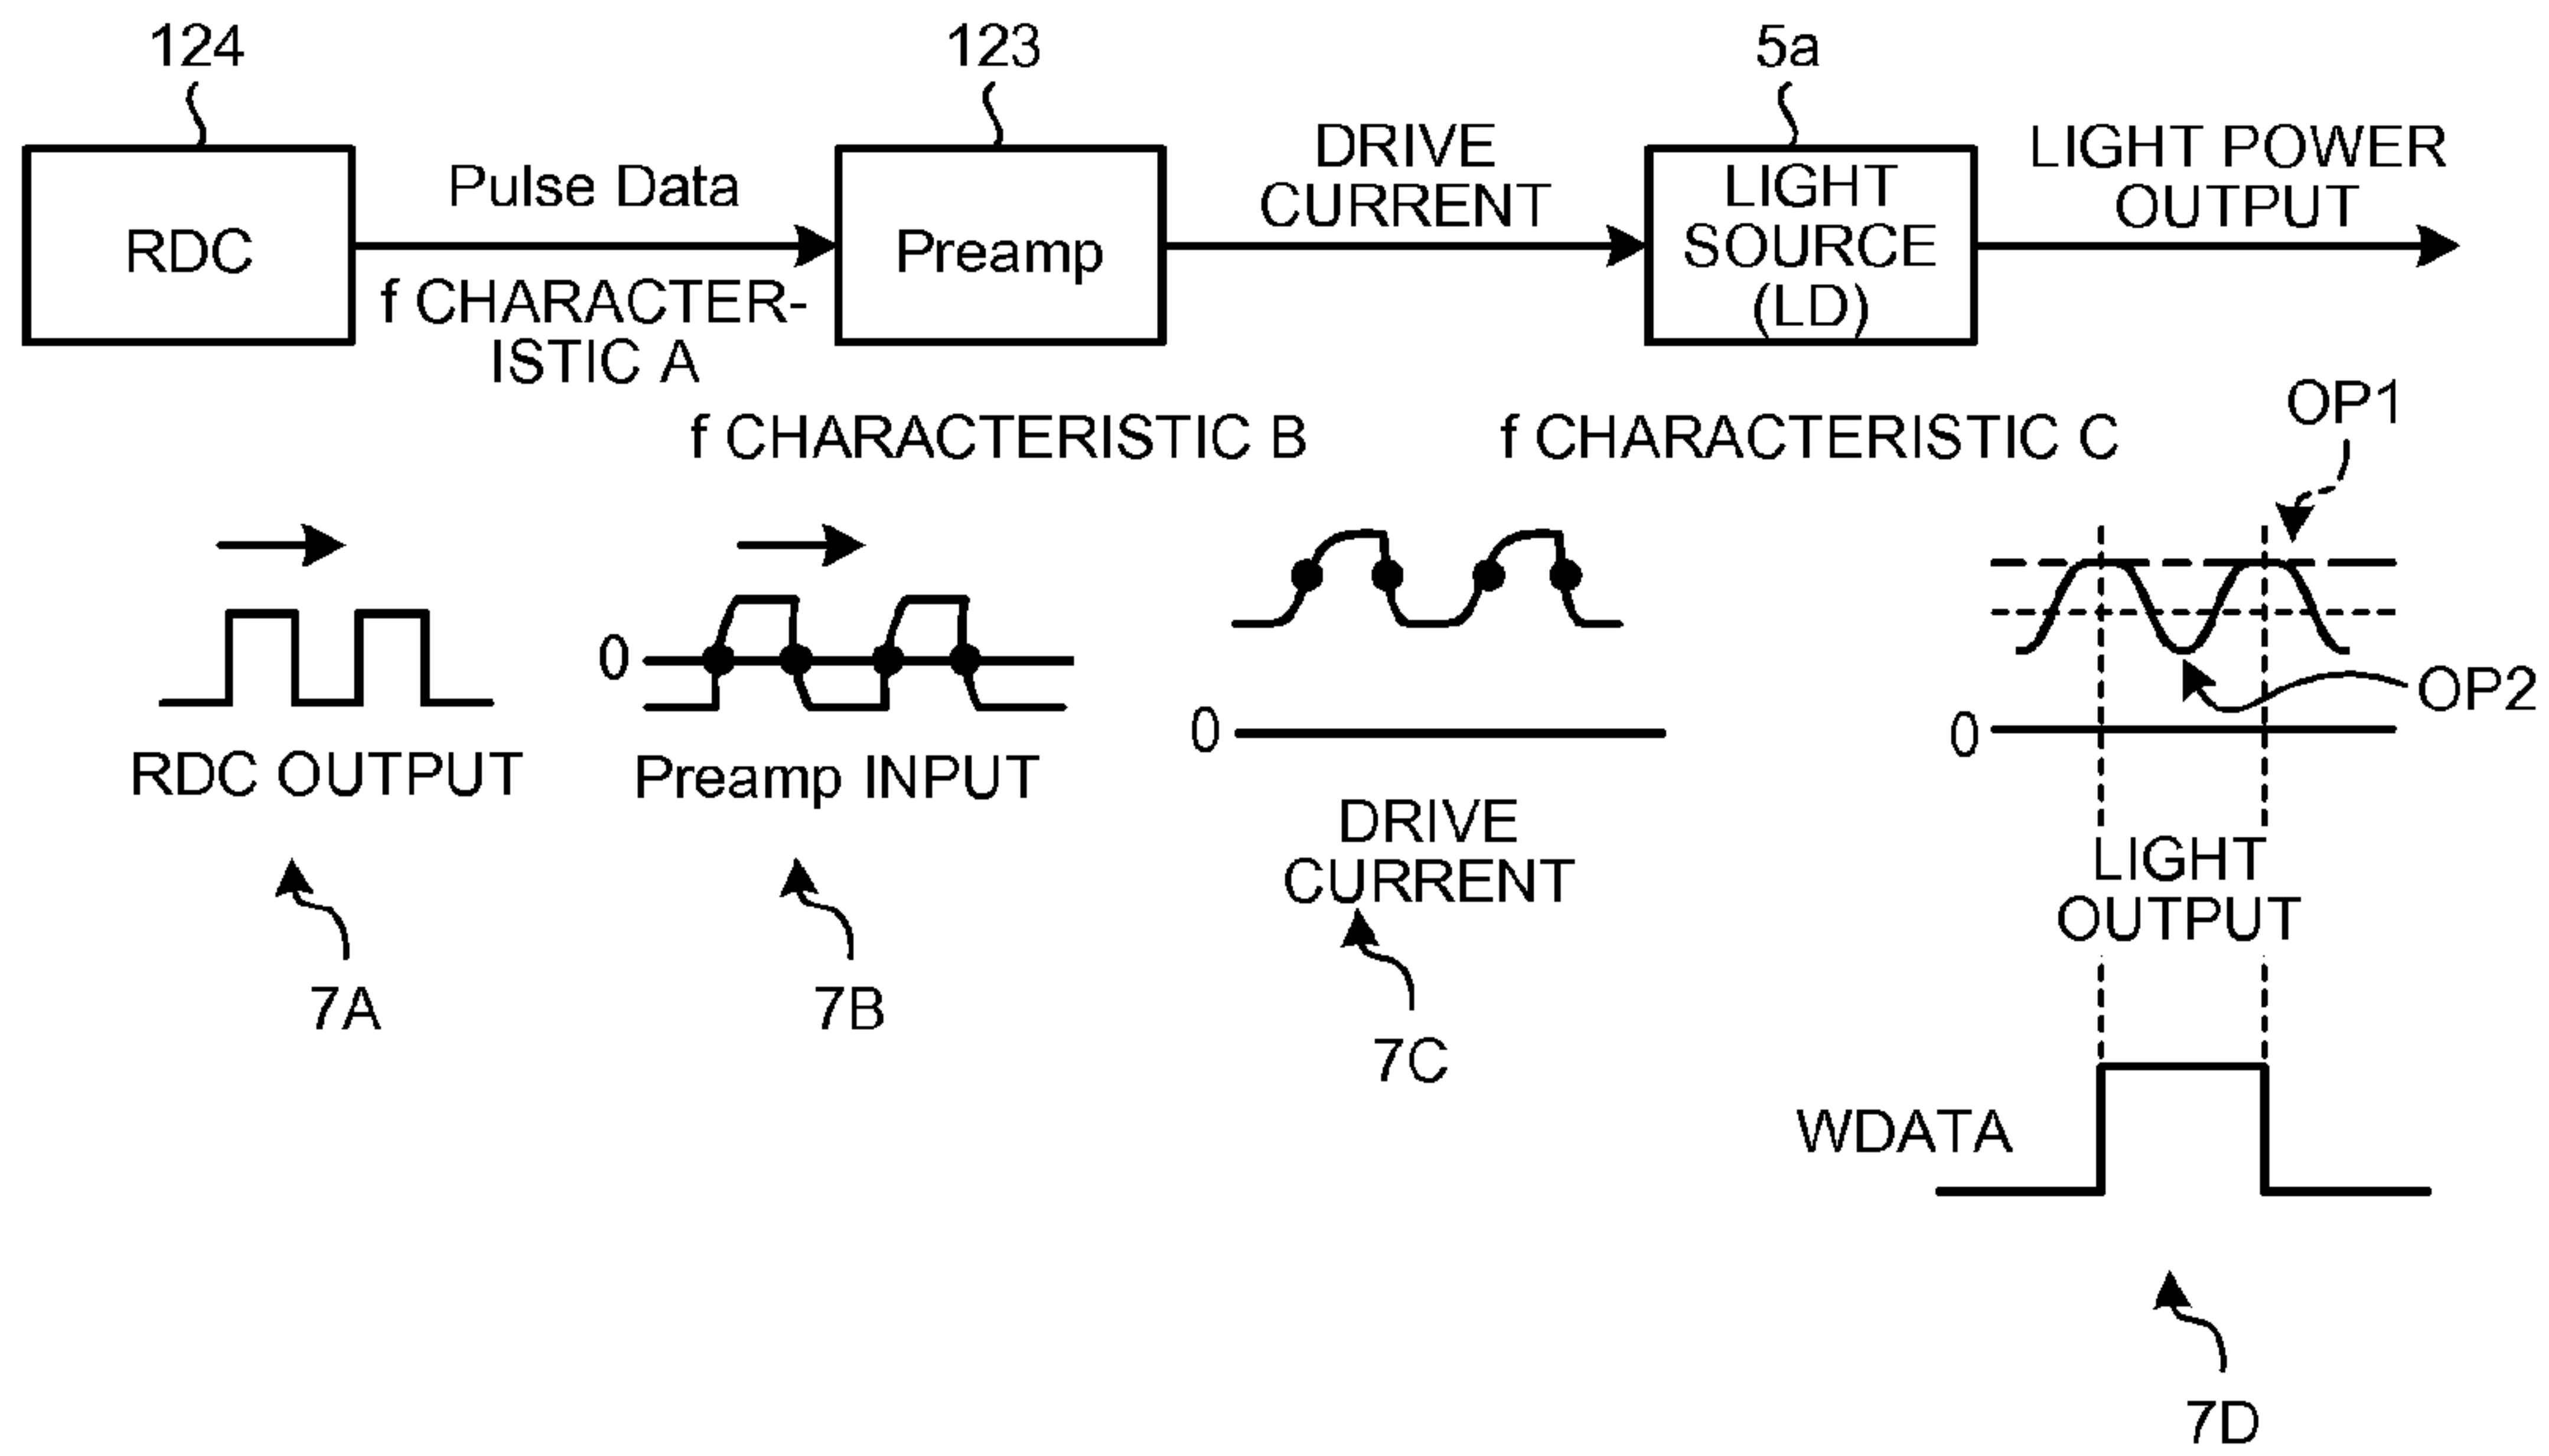 124
123
5a
RDC
Pulse Data
f CHARACTER-
ISTIC A
Preamp
DRIVE
CURRENT
LIGHT
SOURCE
(LD)
LIGHT POWER
OUTPUT
f CHARACTERISTIC B
f CHARACTERISTIC C
OP1
0
0
0
OP2
RDC OUTPUT
Preamp INPUT
DRIVE
CURRENT
LIGHT
OUTPUT
7A
7B
7C
WDATA
7D